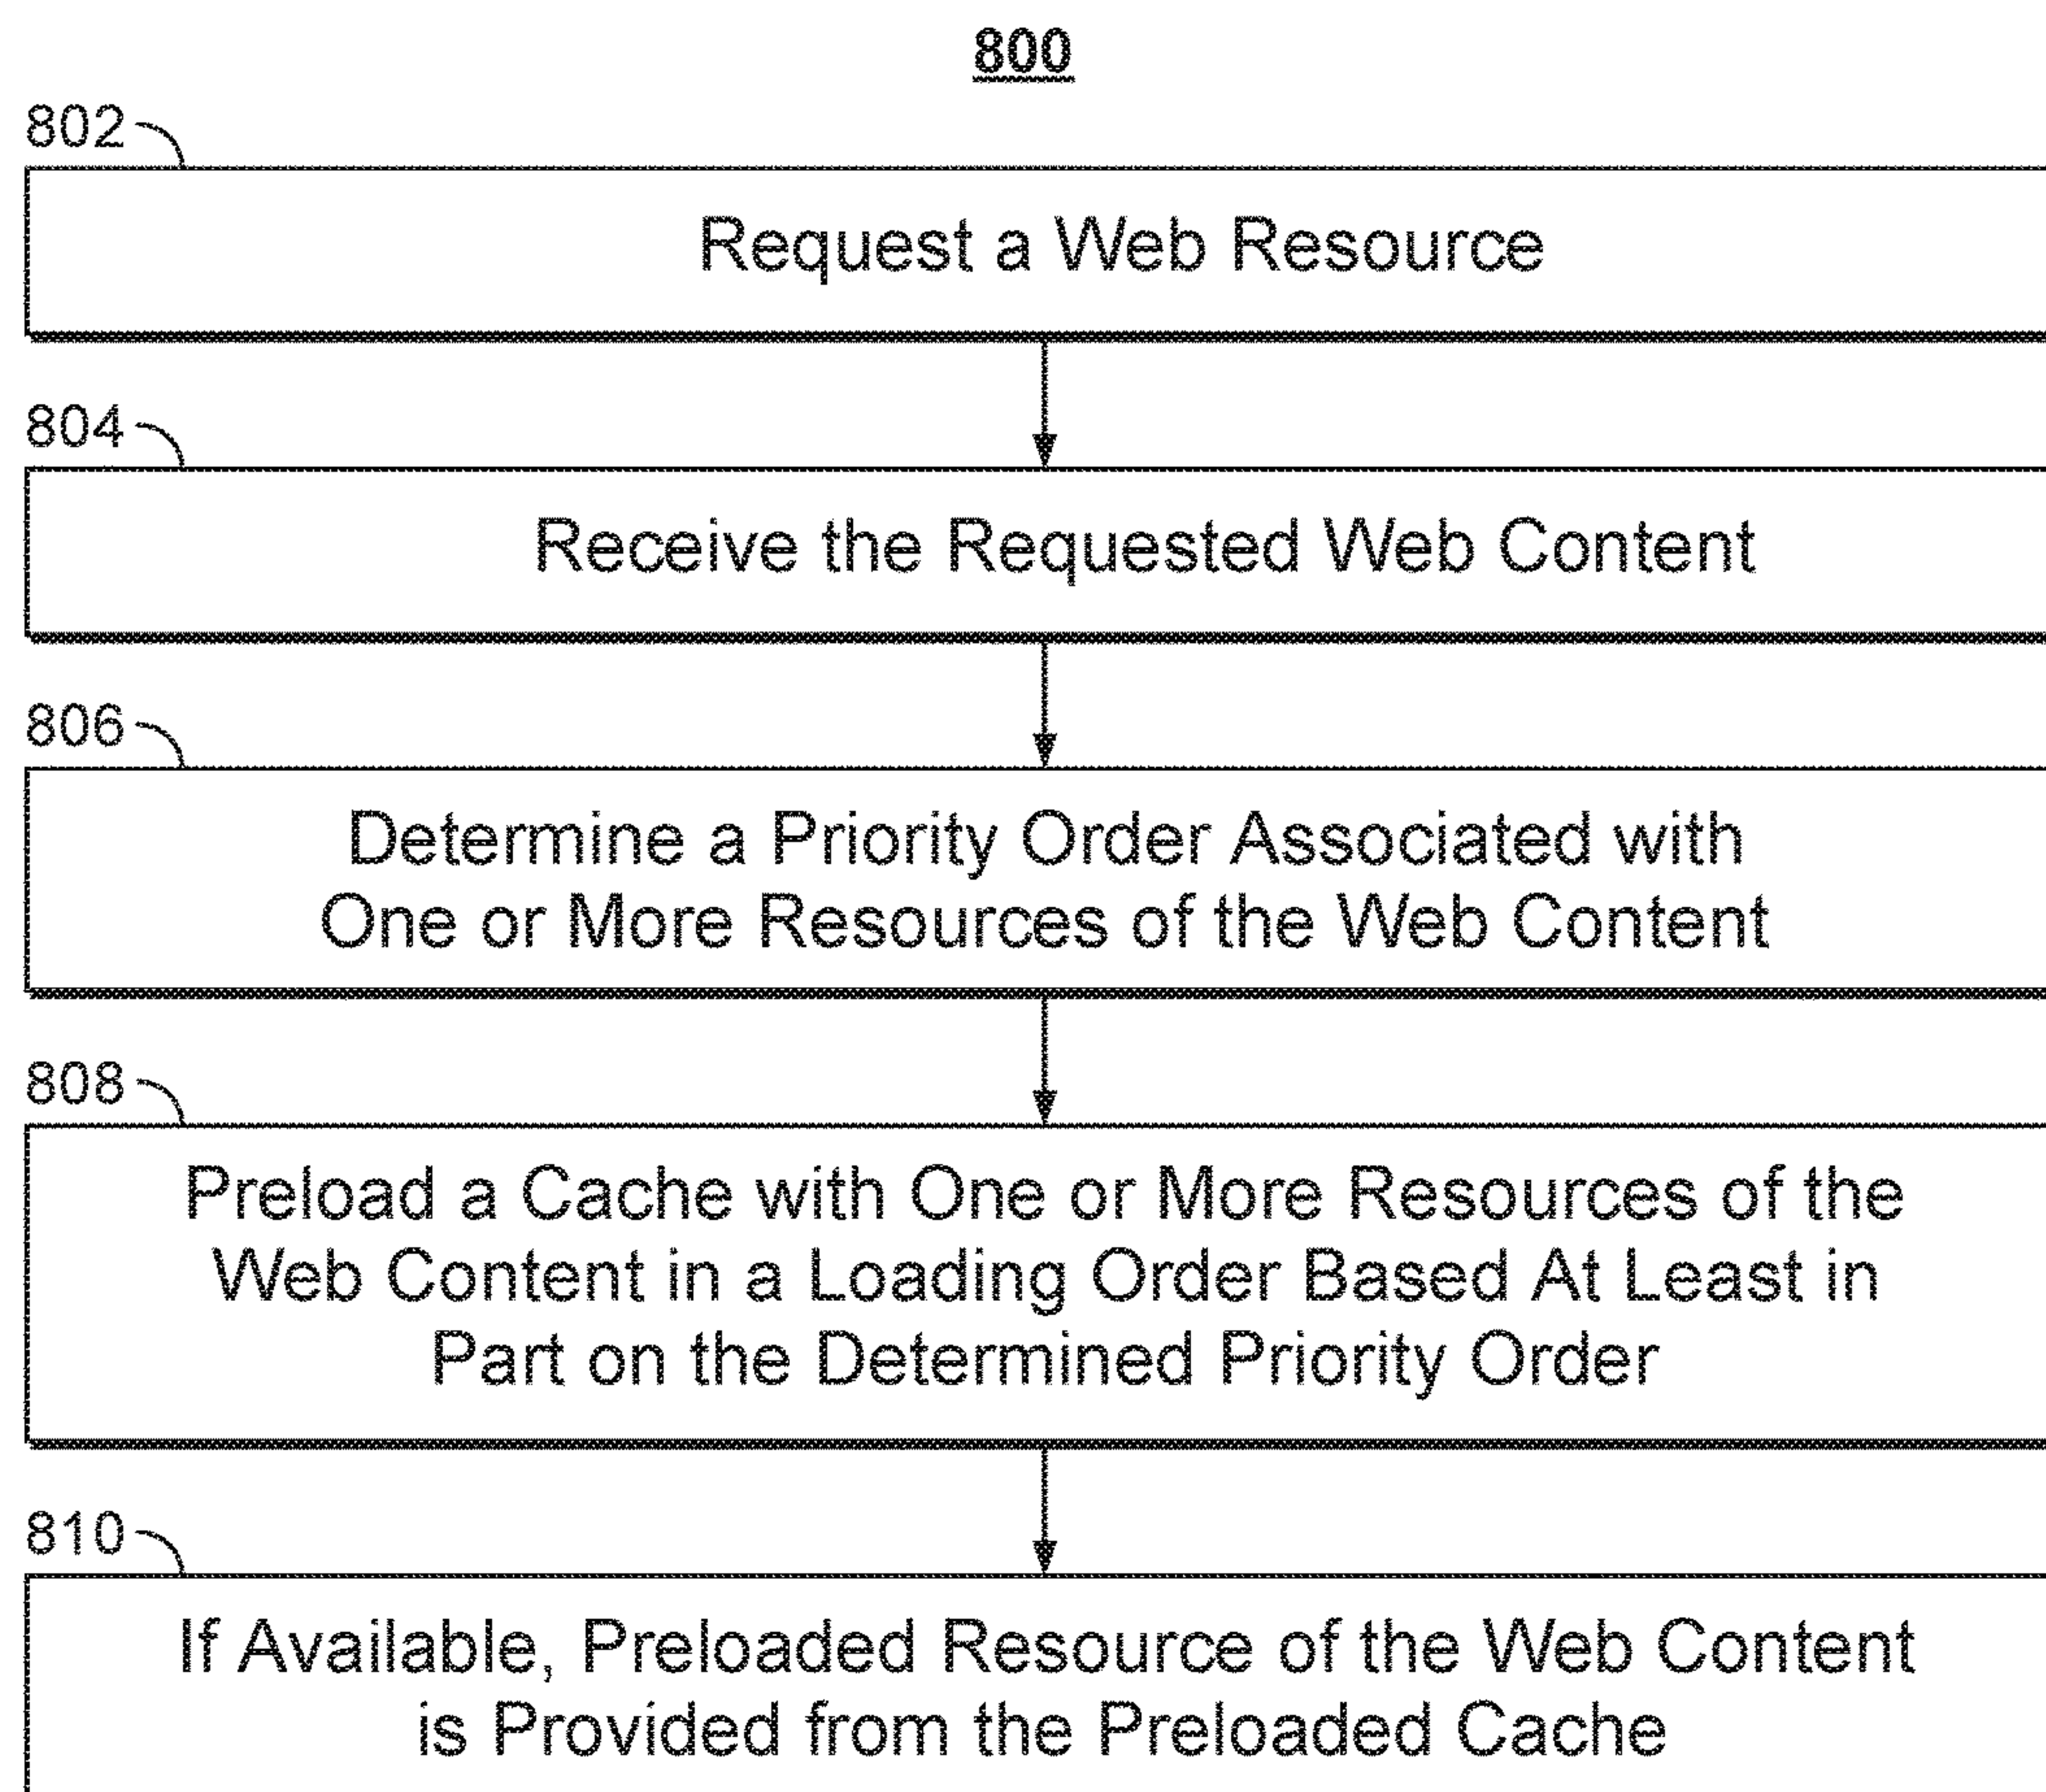 800
802
Request a Web Resource
804
Receive the Requested Web Content
806
Determine a Priority Order Associated with
One or More Resources of the Web Content
808
Preload a Cache with One or More Resources of the
Web Content in a Loading Order Based At Least in
Part on the Determined Priority Order
810
If Available, Preloaded Resource of the Web Content
is Provided from the Preloaded Cache